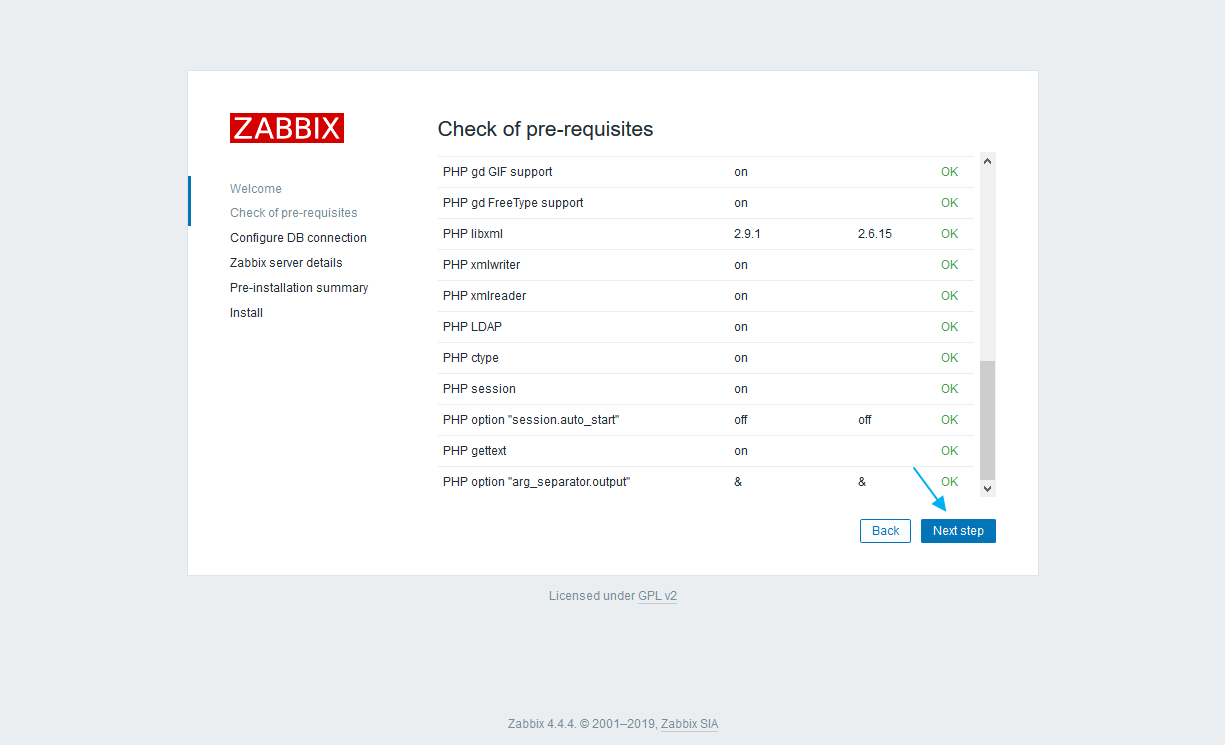 ZABBIX
Welcome
Check of pre-requisites
Configure DB connection
Zabbix server details
Pre-installation summary
Install
Check of pre-requisites
PHP gd GIF support on OK
PHP gd FreeType support on OK
PHP libxml 2.9.1 2.6.15 OK
PHP xmlwriter on OK
PHP xmlreader on OK
PHP LDAP on OK
PHP ctype on OK
PHP session on OK
PHP option "session.auto_start" off off OK
PHP gettext on OK
PHP option "arg_separator.output" & & OK
Back Next step
Licensed under GPL v2
Zabbix 4.4.4. © 2001–2019, Zabbix SIA